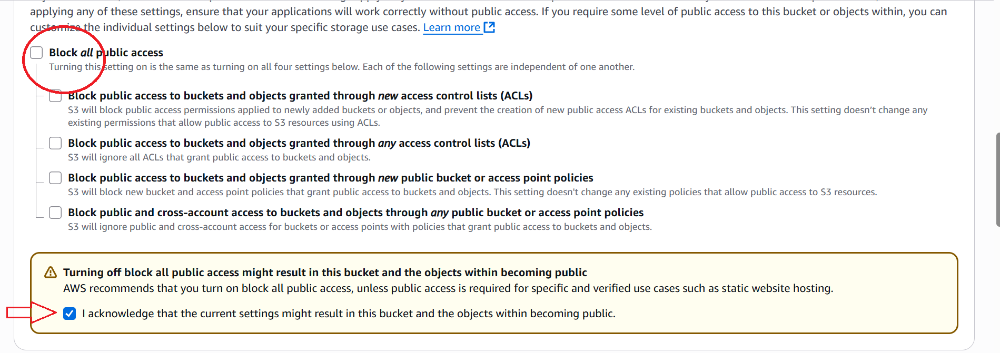 applying any of these settings, ensure that your applications will work correctly without public access. If you require some level of public access to this bucket or objects within, you can
customize the individual settings below to suit your specific storage use cases. Learn more
Block all public access
Turning this setting on is the same as turning on all four settings below. Each of the following settings are independent of one another.
Block public access to buckets and objects granted through new access control lists (ACLs)
S3 will block public access permissions applied to newly added buckets or objects, and prevent the creation of new public access ACLs for existing buckets and objects. This setting doesn’t change any
existing permissions that allow public access to S3 resources using ACLs.
Block public access to buckets and objects granted through any access control lists (ACLs)
S3 will ignore all ACLs that grant public access to buckets and objects.
Block public access to buckets and objects granted through new public bucket or access point policies
S3 will block new bucket and access point policies that grant public access to buckets and objects. This setting doesn't change any existing policies that allow public access to S3 resources.
Block public and cross-account access to buckets and objects through any public bucket or access point policies
S3 will ignore public and cross-account access for buckets or access points with policies that grant public access to buckets and objects.
Turning off block all public access might result in this bucket and the objects within becoming public
AWS recommends that you turn on block all public access, unless public access is required for specific and verified use cases such as static website hosting.
I acknowledge that the current settings might result in this bucket and the objects within becoming public.